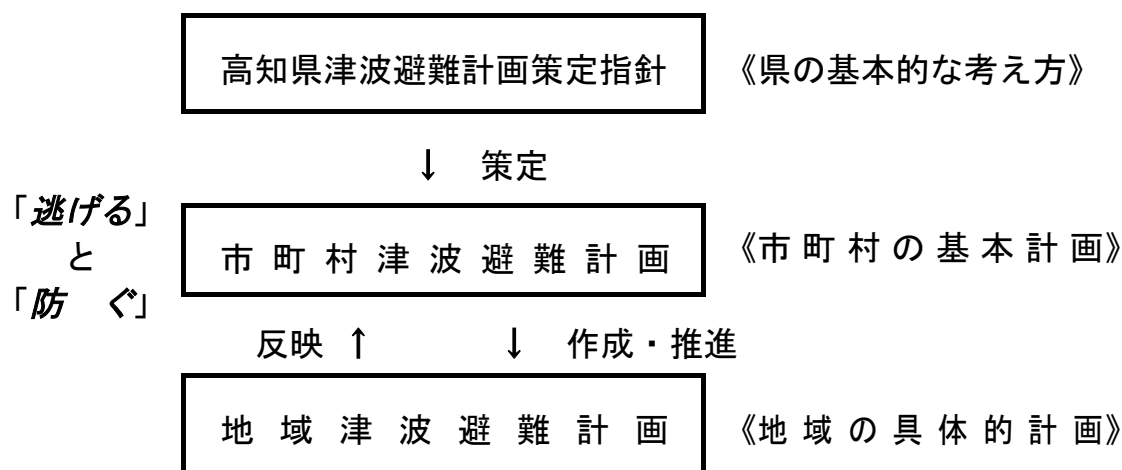 高知県津波避難計画策定指針 《県の基本的な考え方》
↓ 策定
「逃げる」
と
「防ぐ」
市町村津波避難計画 《市町村の基本計画》
反映 ↑ ↓ 作成・推進
地域津波避難計画 《地域の具体的計画》